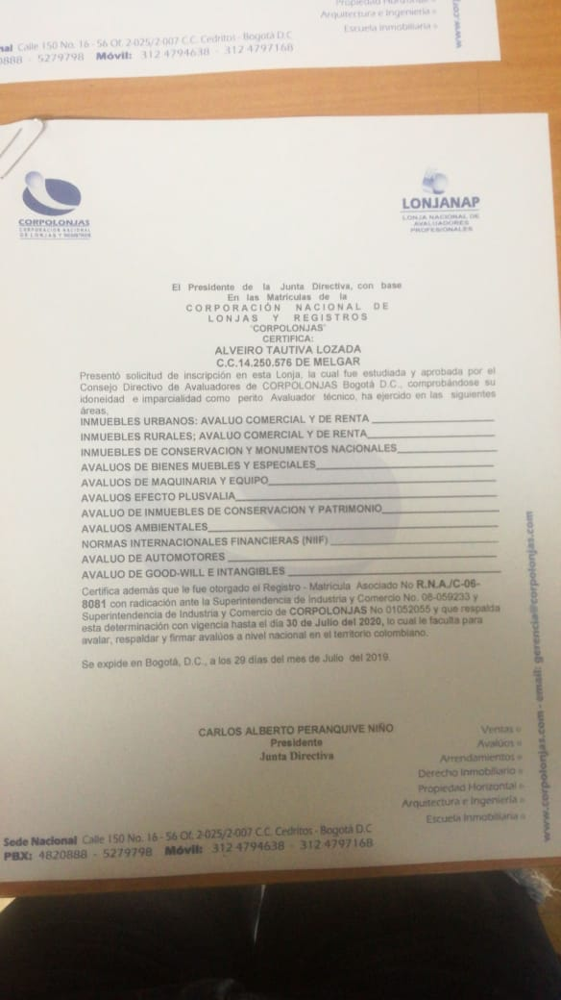 Propiedad Horizontal »
Arquitectura e Ingeniería »
Escuela Inmobiliaria »
nal Calle 150 No. 16 - 56 Of. 2-025/2-007 C.C. Cedritos - Bogotá D.C
0888 - 5279798 Móvil: 312 4794638 - 312 4797168
CORPOLONJAS
CORPORACIÓN NACIONAL
DE LONJAS Y REGISTROS
LONJANAP
LONJA NACIONAL DE
AVALUADORES
PROFESIONALES
El Presidente de la Junta Directiva, con base
En las Matriculas de la
CORPORACIÓN NACIONAL DE
LONJAS Y REGISTROS
"CORPOLONJAS"
CERTIFICA:
ALVEIRO TAUTIVA LOZADA
C.C.14.250.576 DE MELGAR
Presentó solicitud de inscripción en esta Lonja, la cual fue estudiada y aprobada por el
Consejo Directivo de Avaluadores de CORPOLONJAS Bogotá D.C., comprobándose su
idoneidad e imparcialidad como perito Avaluador técnico, ha ejercido en las siguientes
áreas,
INMUEBLES URBANOS: AVALUO COMERCIAL Y DE RENTA
INMUEBLES RURALES; AVALUO COMERCIAL Y DE RENTA
INMUEBLES DE CONSERVACION Y MONUMENTOS NACIONALES
AVALUOS DE BIENES MUEBLES Y ESPECIALES
AVALUOS DE MAQUINARIA Y EQUIPO
AVALUOS EFECTO PLUSVALIA
AVALUO DE INMUEBLES DE CONSERVACION Y PATRIMONIO
AVALUOS AMBIENTALES
NORMAS INTERNACIONALES FINANCIERAS (NIIF)
AVALUO DE AUTOMOTORES
AVALUO DE GOOD-WILL E INTANGIBLES
Certifica además que le fue otorgado el Registro - Matricula Asociado No R.N.A./C-06-
8081 con radicación ante la Superintendencia de Industria y Comercio No. 08-059233 y
Superintendencia de Industria y Comercio de CORPOLONJAS No 01052055 y que respalda
esta determinación con vigencia hasta el día 30 de Julio del 2020, lo cual le faculta para
avalar, respaldar y firmar avalúos a nivel nacional en el territorio colombiano.
Se expide en Bogotá, D.C., a los 29 días del mes de Julio del 2019.
CARLOS ALBERTO PERANQUIVE NIÑO
Presidente
Junta Directiva
Ventas »
Avalúos »
Arrendamientos »
Derecho Inmobiliario »
Propiedad Horizontal »
Arquitectura e Ingeniería »
Escuela Inmobiliaria »
www.corpolonjas.com - email: gerencia@corpolonjas.com
Sede Nacional Calle 150 No. 16 - 56 Of. 2-025/2-007 C.C. Cedritos - Bogotá D.C
PBX: 4820888 - 5279798 Móvil: 312 4794638 - 312 4797168